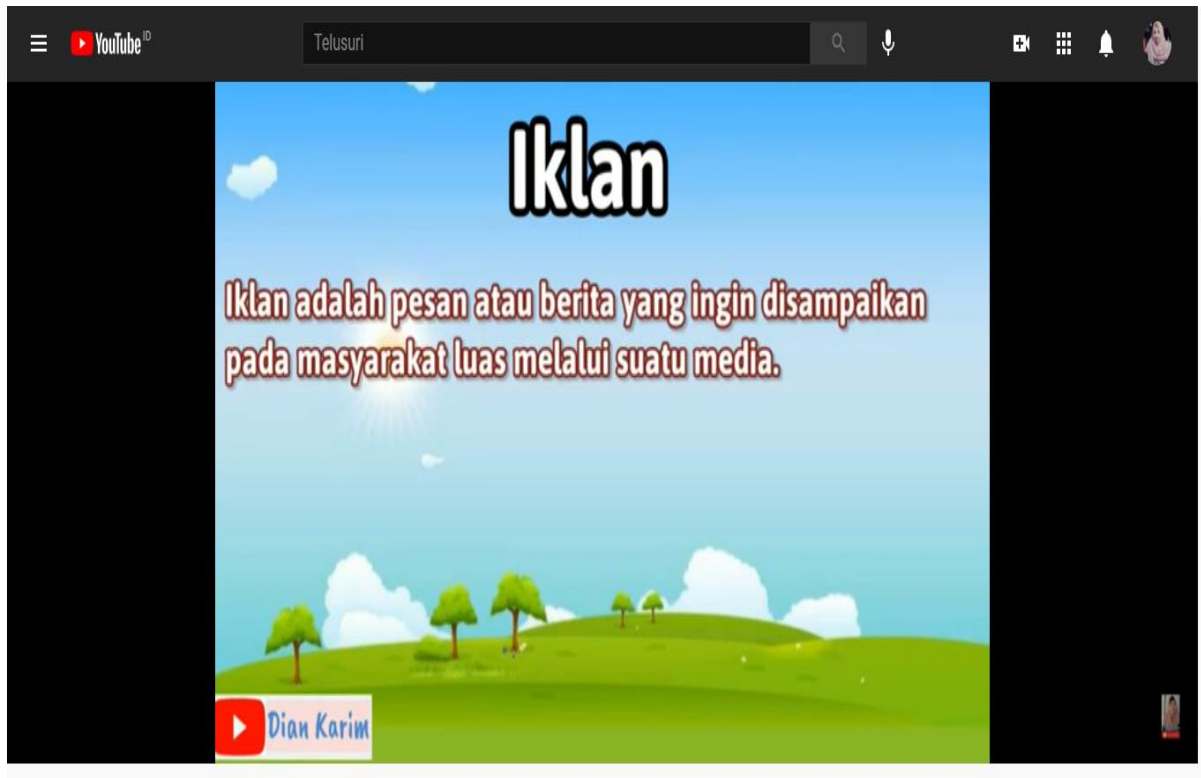 YouTube ID
Telusuri
Iklan
Iklan adalah pesan atau berita yang ingin disampaikan
pada masyarakat luas melalui suatu media.
Dian Karim